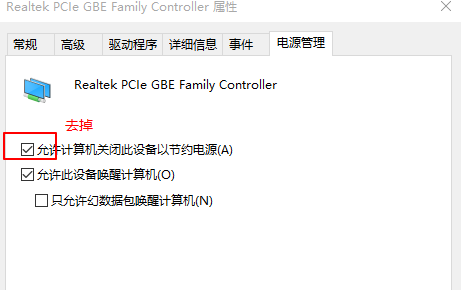 Realtek PCIe GBE Family Controller 属性
常规 高级 驱动程序 详细信息 事件 电源管理
Realtek PCIe GBE Family Controller
去掉
允许计算机关闭此设备以节约电源(A)
允许此设备唤醒计算机(O)
只允许幻数据包唤醒计算机(N)